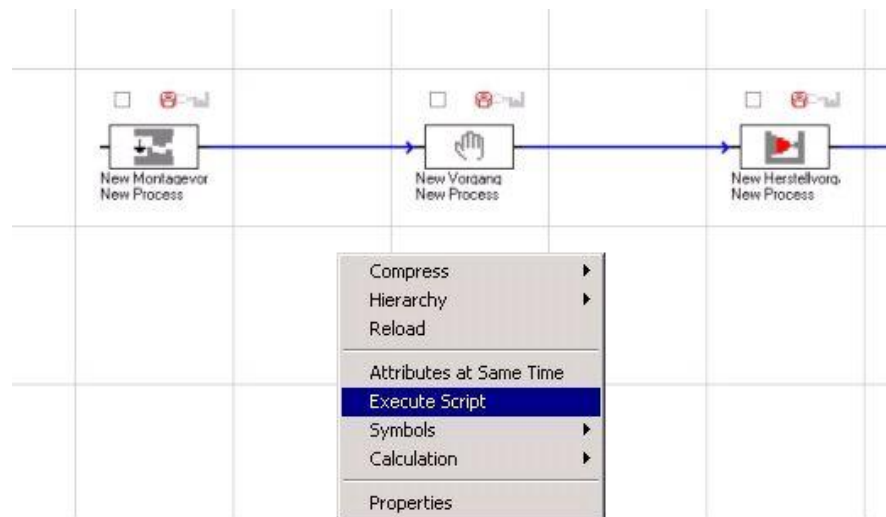 New Montagevor
New Process
New Vorgang
New Process
New Herstellvorg.
New Process
Compress
Hierarchy
Reload
Attributes at Same Time
Execute Script
Symbols
Calculation
Properties